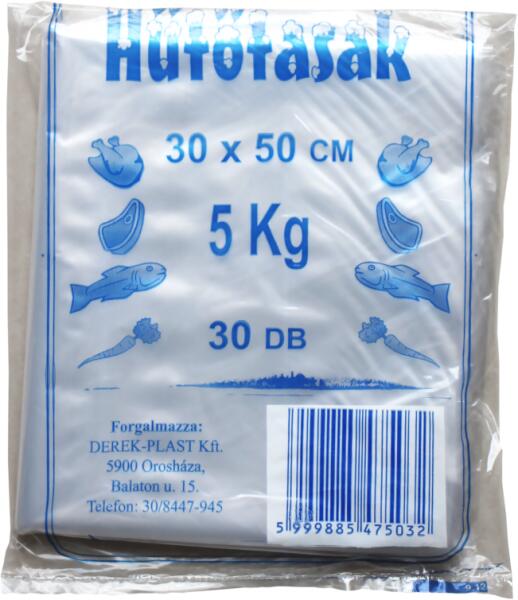 Hűtőtasak
30 x 50 CM
5 Kg
30 DB
Forgalmazza:
DEREK-PLAST Kft.
5900 Orosháza,
Balaton u. 15.
Telefon: 30/8447-945
5 999885 475032